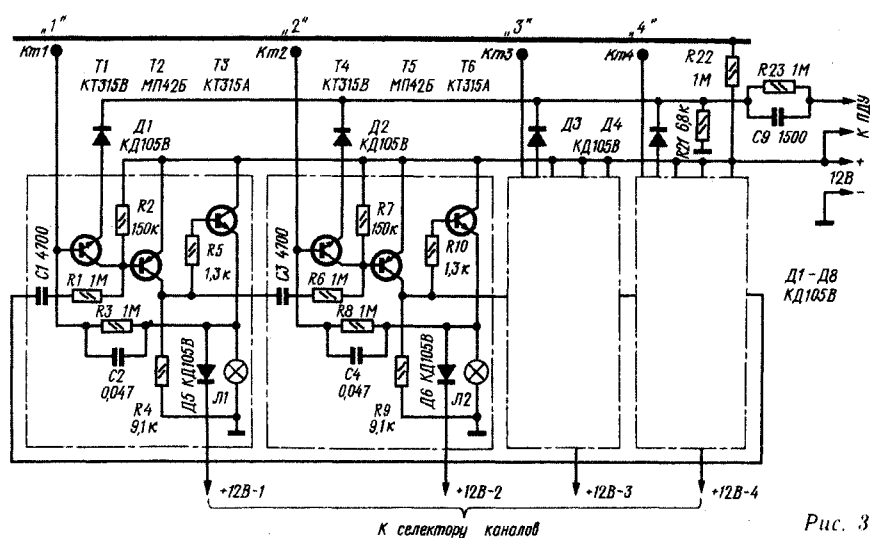 „1”
„2”
„3”
„4”
Кт1
Кт2
Кт3
Кт4
Т1 КТ315В
Т2 МП42Б
Т3 КТ315А
Т4 КТ315В
Т5 МП42Б
Т6 КТ315А
R22 1М
R23 1М
С9 1500
R21 6,8к
К ПДУ
+
12В
−
Д1 КД105В
Д2 КД105В
Д3
Д4
КД105В
R2 150к
R5 1,3к
С1 4700
R1 1М
R3 1М
С2 0,047
R4 9,1к
Д5 КД105В
Л1
R7 150к
R10 1,3к
С3 4700
R6 1М
R8 1М
С4 0,047
R9 9,1к
Д6 КД105В
Л2
Д1–Д8
КД105В
+12В-1
+12В-2
+12В-3
+12В-4
К селектору каналов
Рис. 3